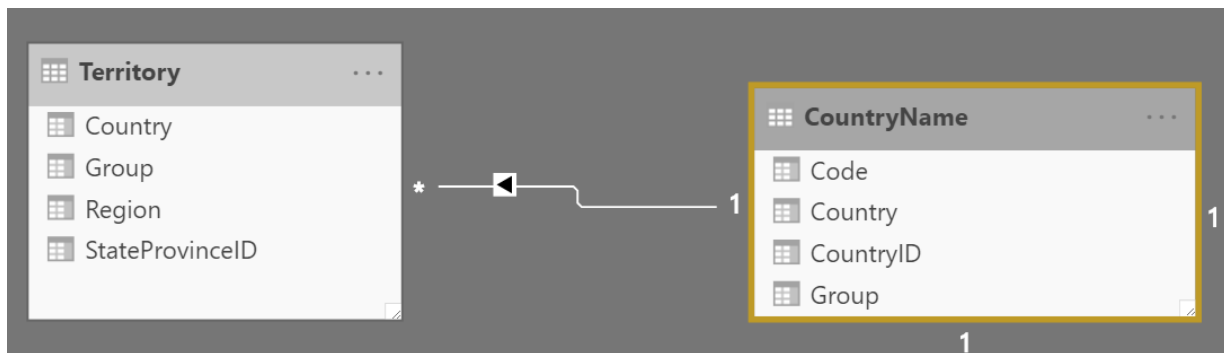 Territory ...
Country
Group
Region
StateProvinceID
* 1
CountryName ...
Code
Country
CountryID
Group
1
1